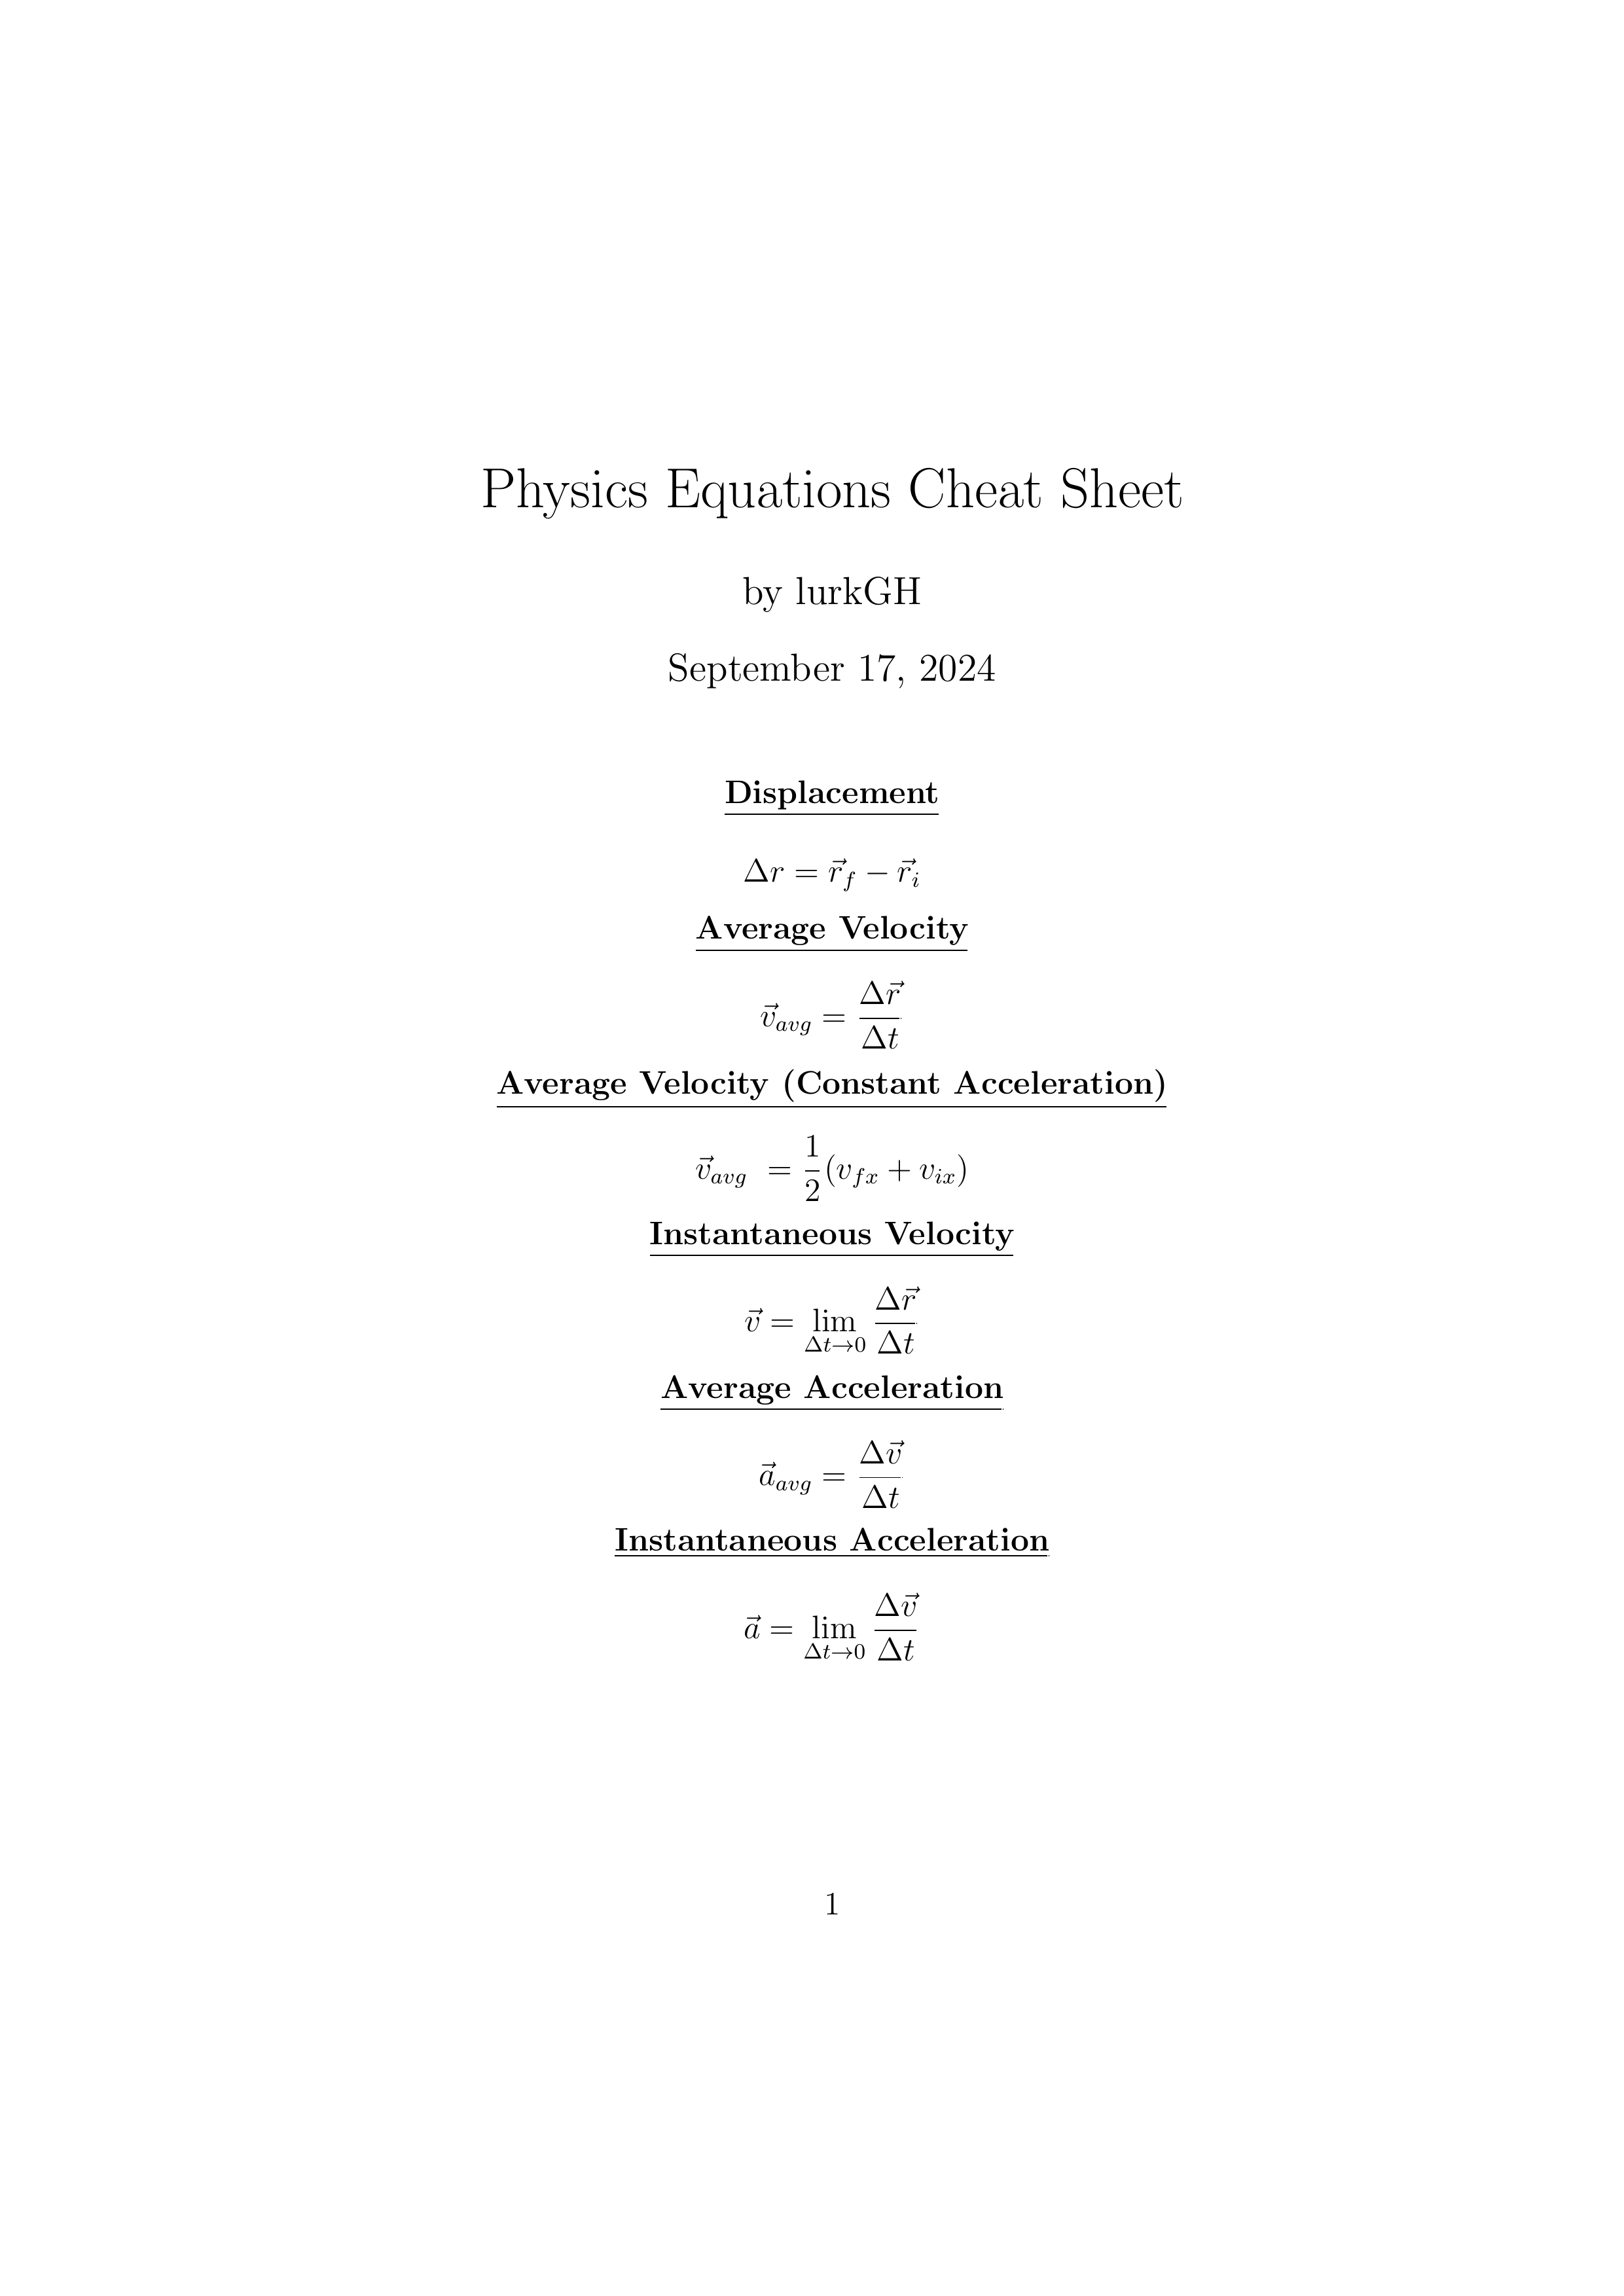 Physics Equations Cheat Sheet
by lurkGH
September 17, 2024
Displacement
$\Delta r = \vec{r}_f - \vec{r}_i$
Average Velocity
$\vec{v}_{avg} = \frac{\Delta \vec{r}}{\Delta t}$
Average Velocity (Constant Acceleration)
$\vec{v}_{avg} \ = \frac{1}{2}(v_{fx} + v_{ix})$
Instantaneous Velocity
$\vec{v} = \lim_{\Delta t \to 0} \frac{\Delta \vec{r}}{\Delta t}$
Average Acceleration
$\vec{a}_{avg} = \frac{\Delta \vec{v}}{\Delta t}$
Instantaneous Acceleration
$\vec{a} = \lim_{\Delta t \to 0} \frac{\Delta \vec{v}}{\Delta t}$
1